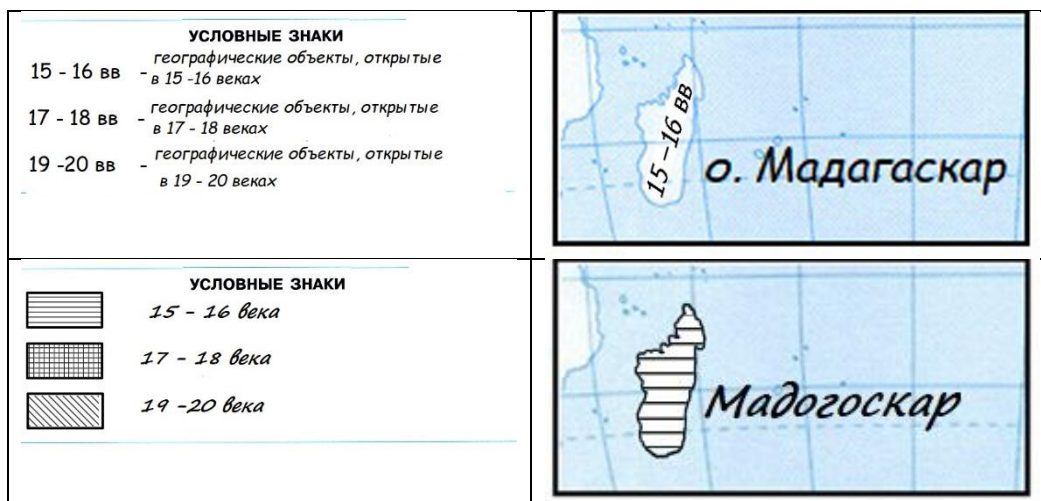 УСЛОВНЫЕ ЗНАКИ
15 - 16 вв - географические объекты, открытые
в 15 -16 веках
17 - 18 вв - географические объекты, открытые
в 17 - 18 веках
19 -20 вв - географические объекты, открытые
в 19 - 20 веках
15 – 16 вв
о. Мадагаскар
УСЛОВНЫЕ ЗНАКИ
15 – 16 века
17 – 18 века
19 –20 века
Мадогоскар